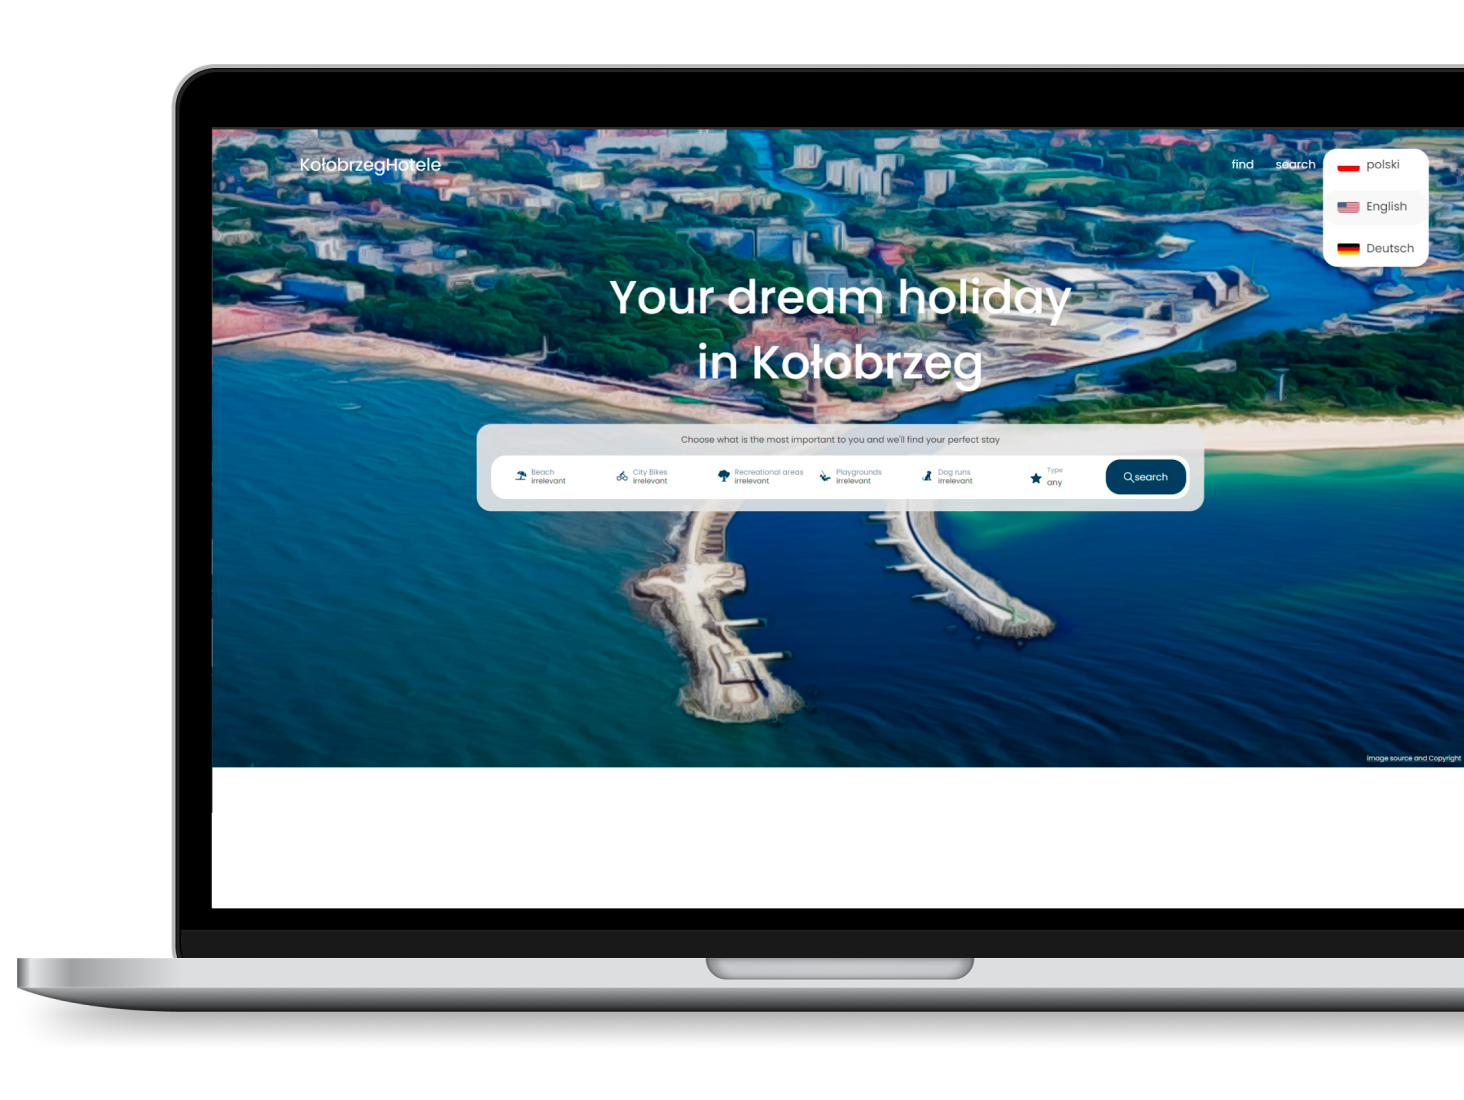 KołobrzegHotele
find search
polski
English
Deutsch
Your dream holiday
in Kołobrzeg
Choose what is the most important to you and we'll find your perfect stay
Beach
irrelevant
City Bikes
irrelevant
Recreational areas
irrelevant
Playgrounds
irrelevant
Dog runs
irrelevant
Type
any
search
Image source and Copyright